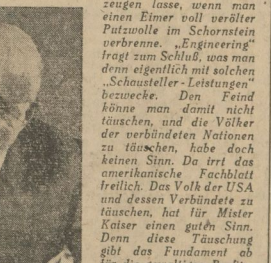 zeugen lasse, wenn man
einen Eimer voll verölter
Putzwolle im Schornstein
verbrenne. „Engineering"
fragt zum Schluß, was man
denn eigentlich mit solchen
„Schausteller-Leistungen"
bezwecke. Den Feind
könne man damit nicht
täuschen, und die Völker
der verbündeten Nationen
zu täuschen, habe doch
keinen Sinn. Da irrt das
amerikanische Fachblatt
freilich. Das Volk der USA
und dessen Verbündete zu
täuschen, hat für Mister
Kaiser einen guten Sinn.
Denn diese Täuschung
gibt das Fundament ab